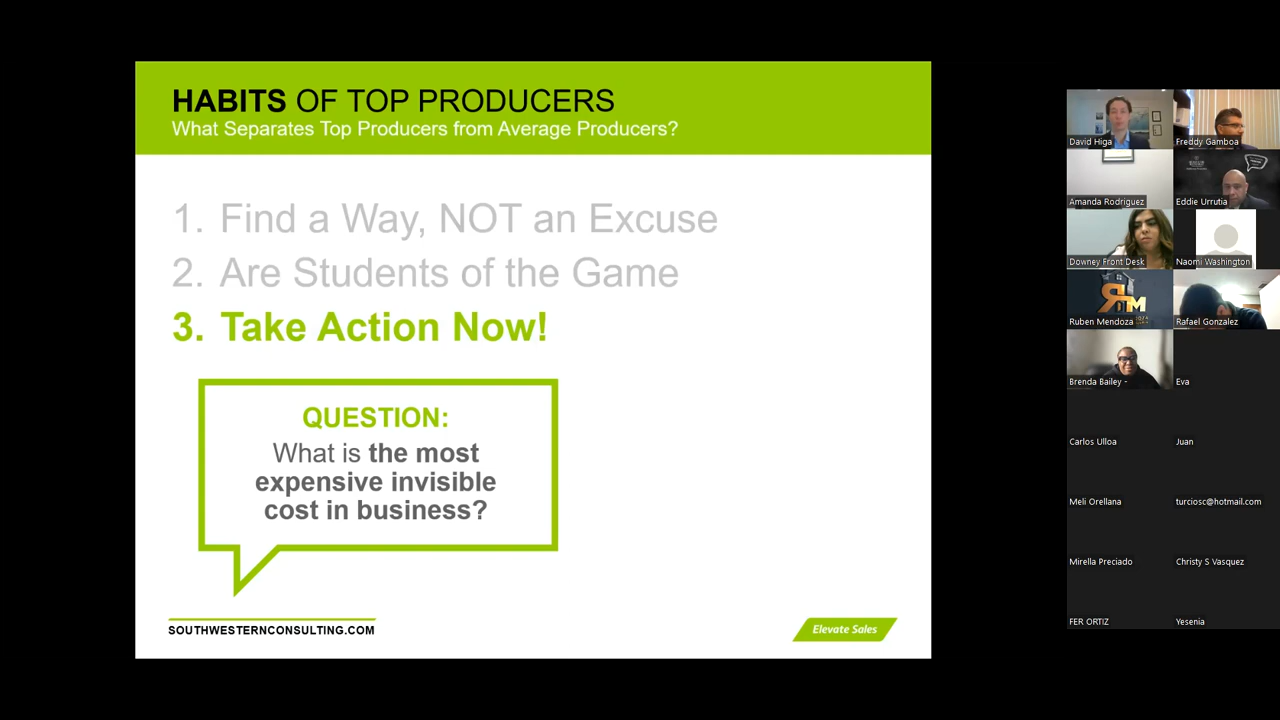 HABITS OF TOP PRODUCERS
What Separates Top Producers from Average Producers?
1. Find a Way, NOT an Excuse
2. Are Students of the Game
3. Take Action Now!
QUESTION:
What is the most
expensive invisible
cost in business?
SOUTHWESTERNCONSULTING.COM
Elevate Sales
David Higa
Freddy Gamboa
Amanda Rodriguez
Eddie Urrutia
Downey Front Desk
Naomi Washington
Ruben Mendoza
Rafael Gonzalez
Brenda Bailey -
Eva
Carlos Ulloa
Juan
Meli Orellana
turciosc@hotmail.com
Mirella Preciado
Christy S Vasquez
FER ORTIZ
Yesenia